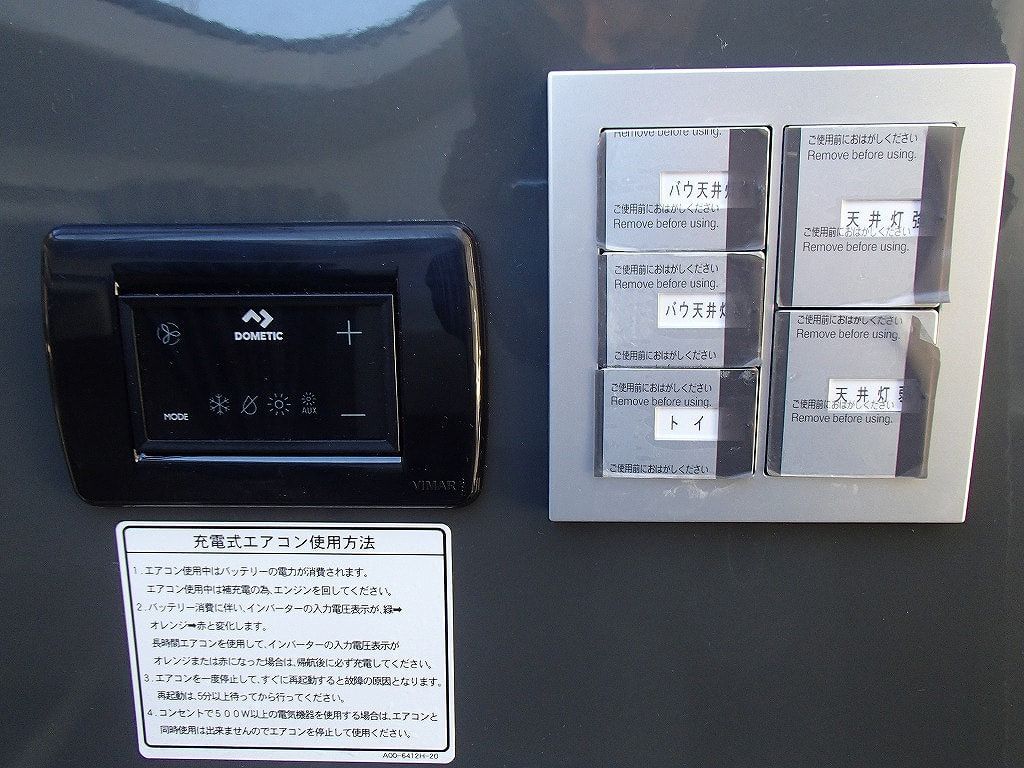 DOMETIC
MODE
AUX
VIMAR
充電式エアコン使用方法
1.エアコン使用中はバッテリーの電力が消費されます。
エアコン使用中は補充電の為、エンジンを回してください。
2.バッテリー消費に伴い、インバーターの入力電圧表示が、緑➡
オレンジ➡赤と変化します。
長時間エアコンを使用して、インバーターの入力電圧表示が
オレンジまたは赤になった場合は、帰航後に必ず充電してください。
3.エアコンを一度停止して、すぐに再起動すると故障の原因となります。
再起動は、5分以上待ってから行ってください。
4.コンセントで500W以上の電気機器を使用する場合は、エアコンと
同時使用は出来ませんのでエアコンを停止して使用ください。
A00-6412H-20
Remove before using.
バウ天井
ご使用前におはがしください
Remove before using.
ご使用前におはがしください
Remove before using.
バウ天井灯
ご使用前におはがしください
ご使用前におはがしください
Remove before using.
トイ
ご使用前におはがしください
ご使用前におはがしください
Remove before using.
天井灯
ご使用前におはがしください
Remove before using.
ご使用前におはがしください
Remove before using.
天井灯
ご使用前におはがしください
Remove before using.